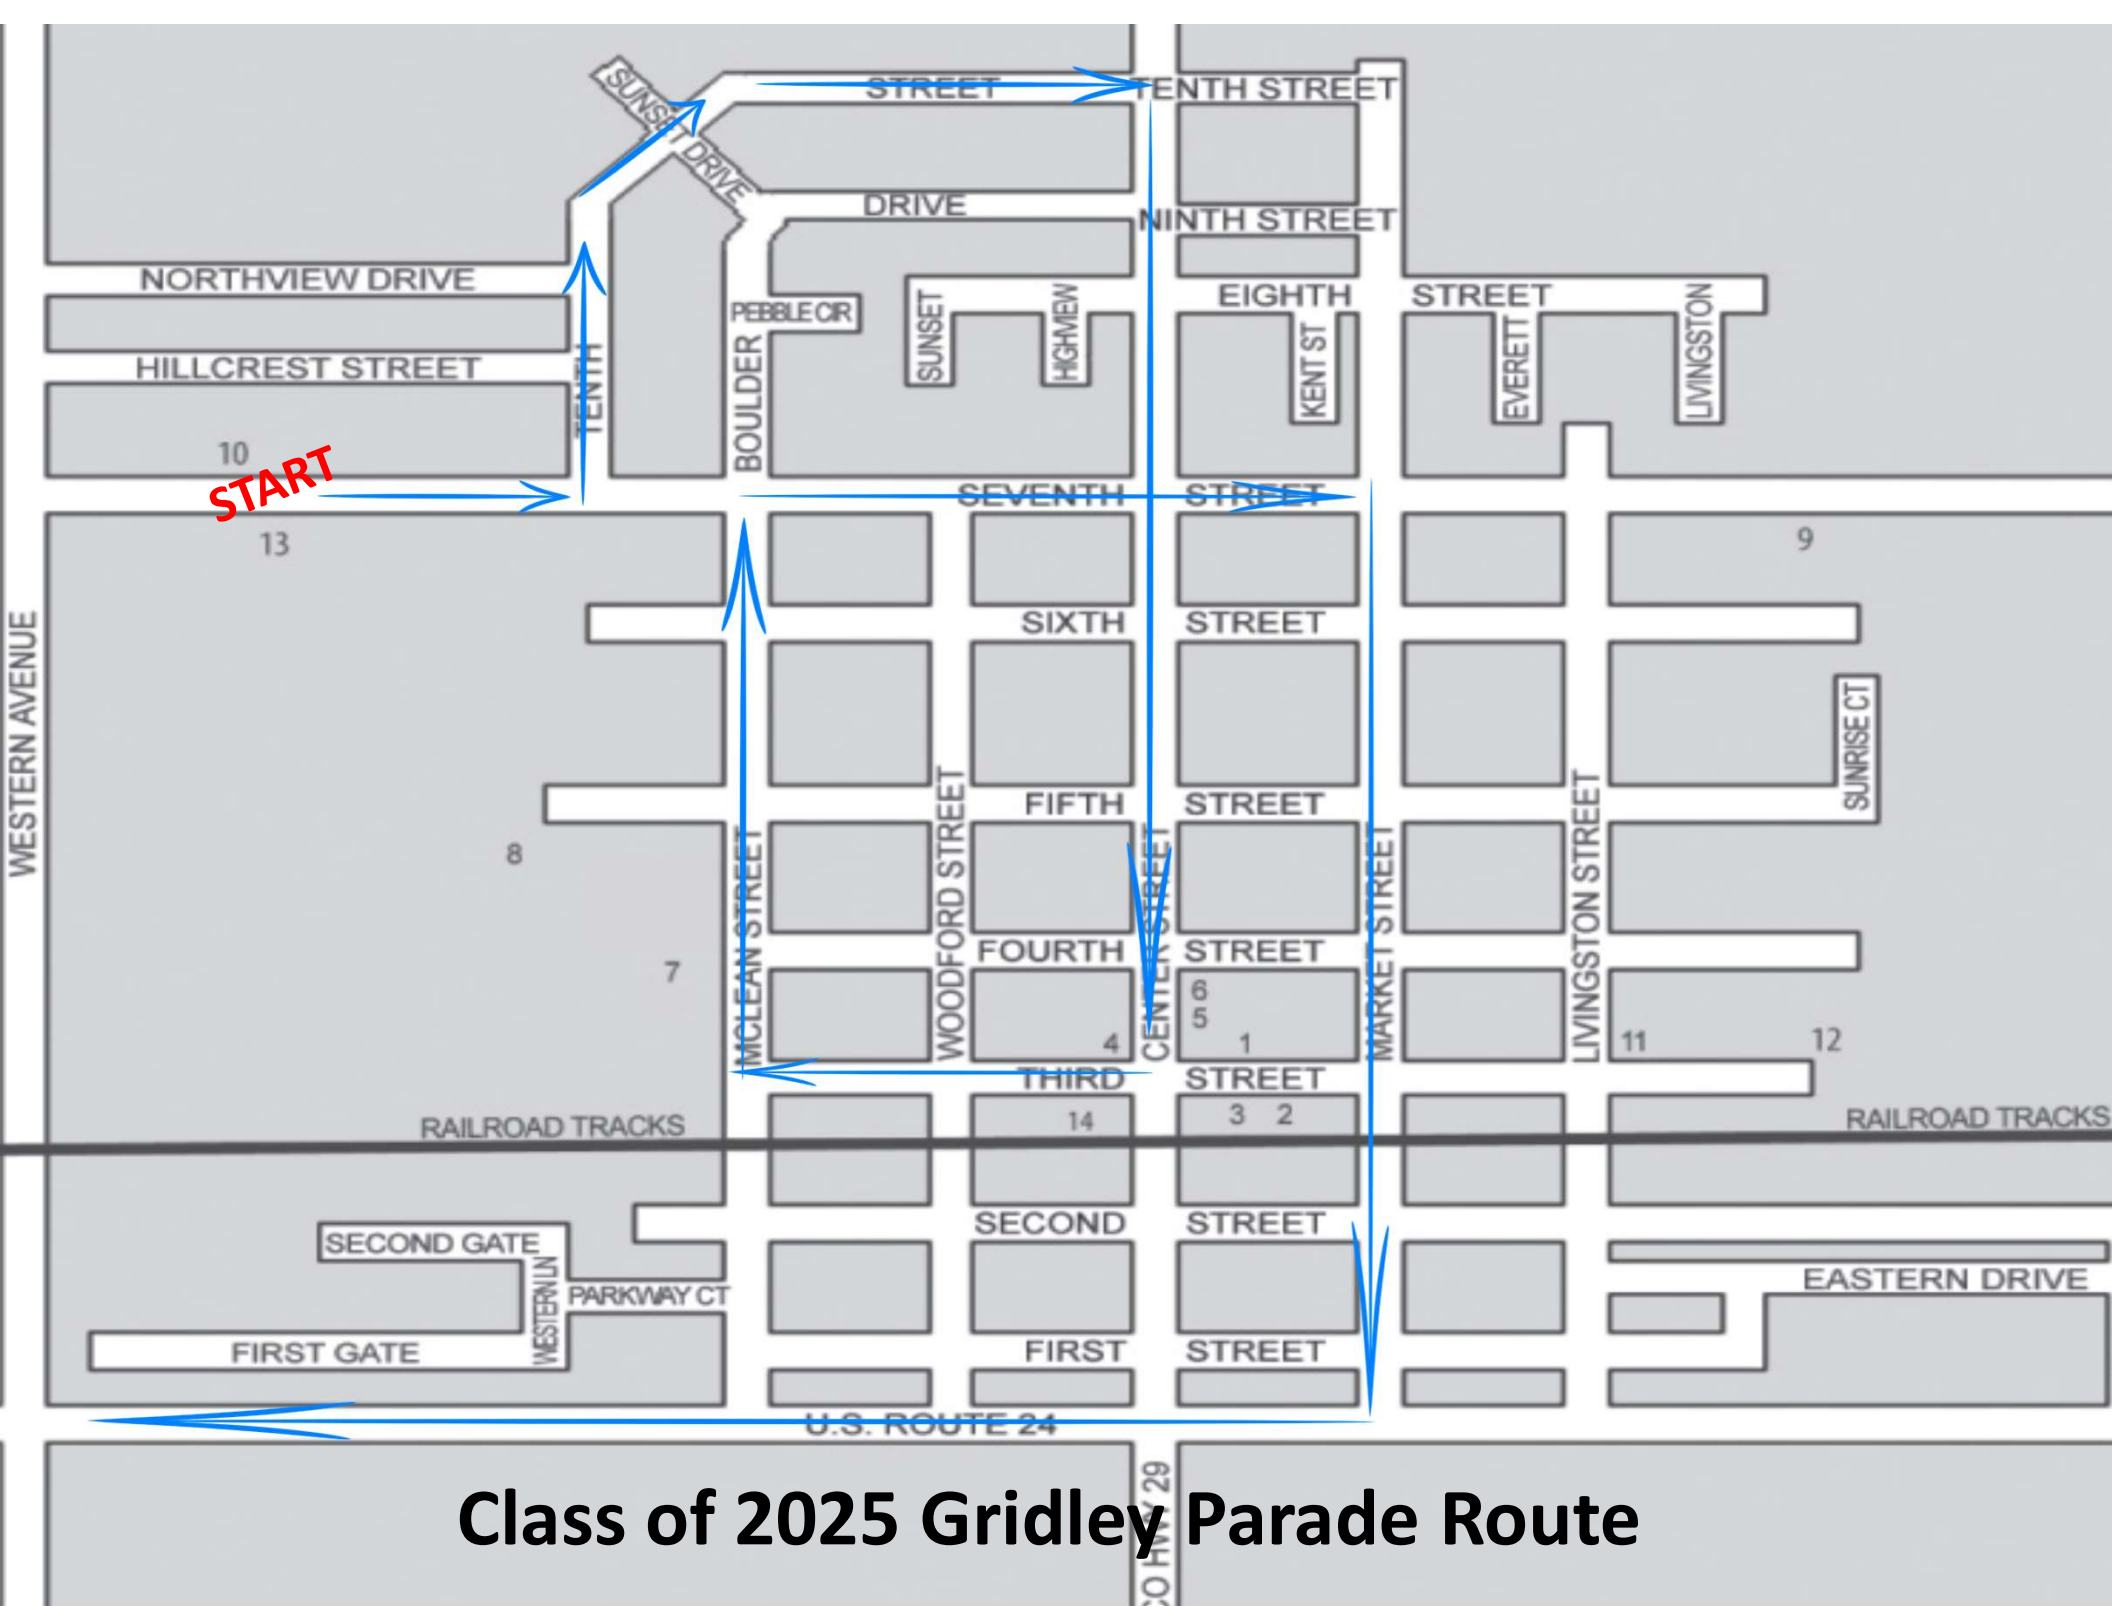 SUNSET DRIVE
STREET
TENTH STREET
DRIVE
NINTH STREET
NORTHVIEW DRIVE
PEBBLE CIR
EIGHTH STREET
SUNSET
HIGHVIEW
KENT ST
EVERETT
LIVINGSTON
HILLCREST STREET
TENTH
BOULDER
10
START
SEVENTH STREET
13
9
WESTERN AVENUE
SIXTH STREET
SUNRISE CT
FIFTH STREET
8
MCLEAN STREET
WOODFORD STREET
CENTER STREET
MARKET STREET
LIVINGSTON STREET
FOURTH STREET
7
6
5
4
1
11
12
THIRD STREET
RAILROAD TRACKS
14
3
2
RAILROAD TRACKS
SECOND STREET
SECOND GATE
WESTERN LN
PARKWAY CT
EASTERN DRIVE
FIRST GATE
FIRST STREET
U.S. ROUTE 24
CO HWY 29
Class of 2025 Gridley Parade Route